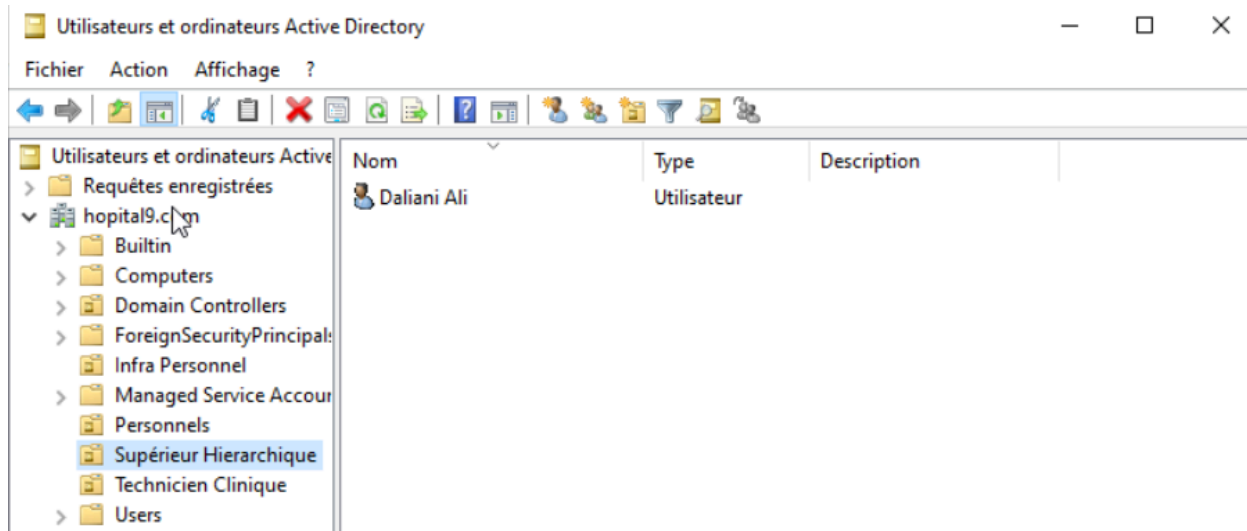 Utilisateurs et ordinateurs Active Directory
Fichier Action Affichage ?
Utilisateurs et ordinateurs Active
Requêtes enregistrées
hopital9.com
Builtin
Computers
Domain Controllers
ForeignSecurityPrincipals
Infra Personnel
Managed Service Accour
Personnels
Supérieur Hierarchique
Technicien Clinique
Users
Nom Type Description
Daliani Ali Utilisateur